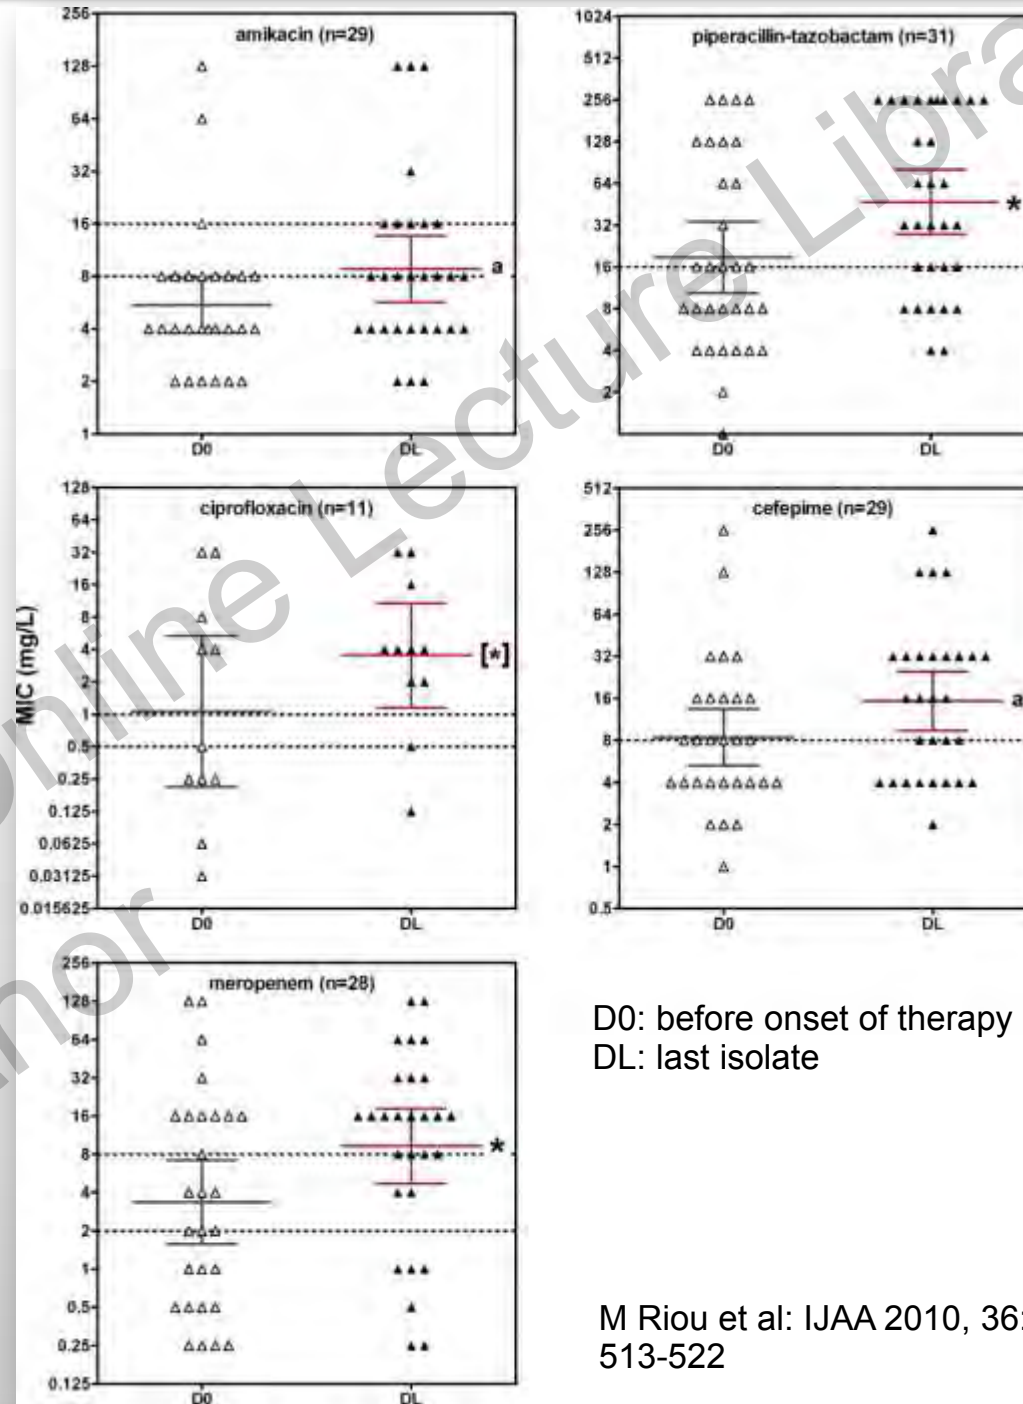 amikacin (n=29)
256
128
64
32
16
8
4
2
1
a
D0
DL
piperacillin-tazobactam (n=31)
1024
512
256
128
64
32
16
8
4
2
*
D0
DL
MIC (mg/L)
ciprofloxacin (n=11)
128
64
32
16
8
4
2
1
0.5
0.25
0.125
0.0625
0.03125
0.015625
[*]
D0
DL
cefepime (n=29)
512
256
128
64
32
16
8
4
2
1
0.5
a
D0
DL
meropenem (n=28)
256
128
64
32
16
8
4
2
1
0.5
0.25
0.125
*
D0
DL
D0: before onset of therapy
DL: last isolate
M Riou et al: IJAA 2010, 36:
513-522
Online Lecture Libra
hor